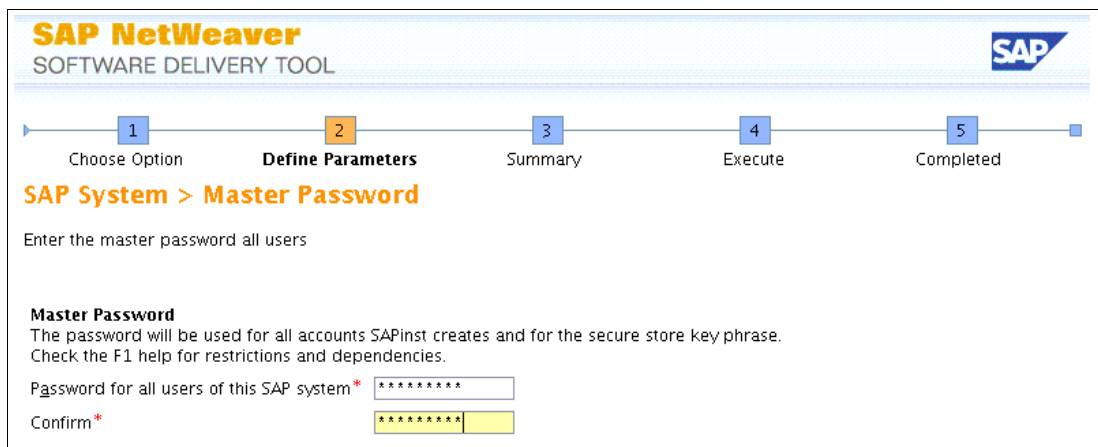 SAP NetWeaver
SOFTWARE DELIVERY TOOL
SAP
1 2 3 4 5
Choose Option Define Parameters Summary Execute Completed
SAP System > Master Password
Enter the master password all users
Master Password
The password will be used for all accounts SAPinst creates and for the secure store key phrase.
Check the F1 help for restrictions and dependencies.
Password for all users of this SAP system* *********
Confirm* *********